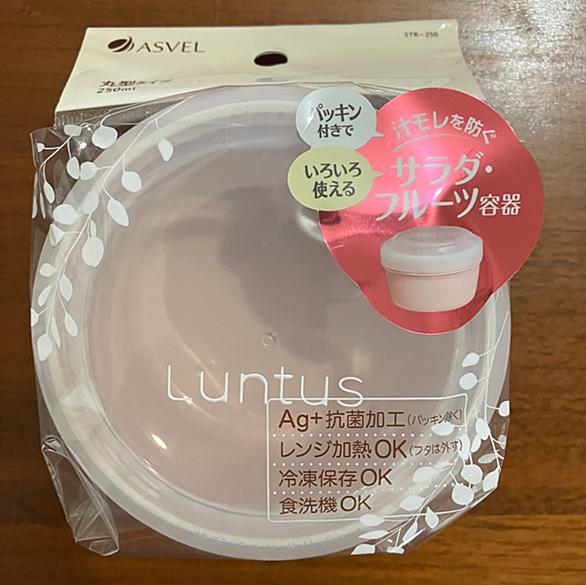 ASVEL
STR-250
丸型タイプ
250ml
パッキン
付きで
汁モレを防ぐ
いろいろ
使える
サラダ・
フルーツ容器
Luntus
Ag+抗菌加工(パッキン除く)
レンジ加熱OK(フタは外す)
冷凍保存OK
食洗機OK